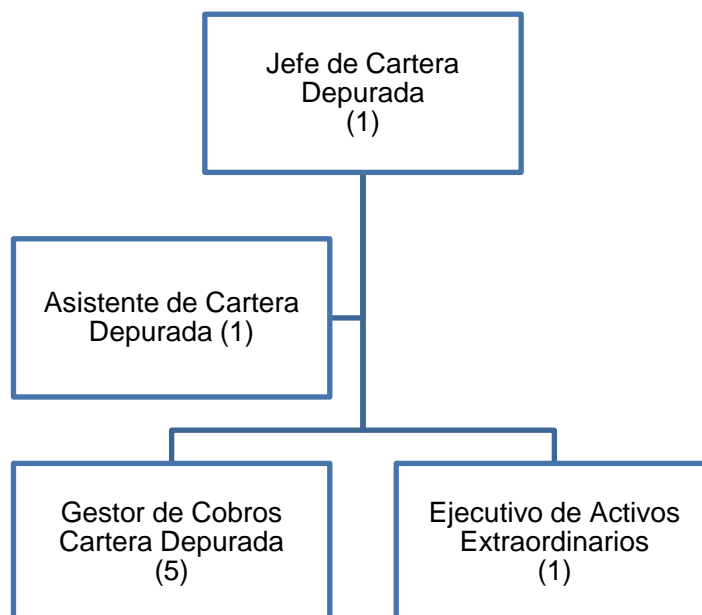 Jefe de Cartera
Depurada
(1)
Asistente de Cartera
Depurada (1)
Gestor de Cobros
Cartera Depurada
(5)
Ejecutivo de Activos
Extraordinarios
(1)